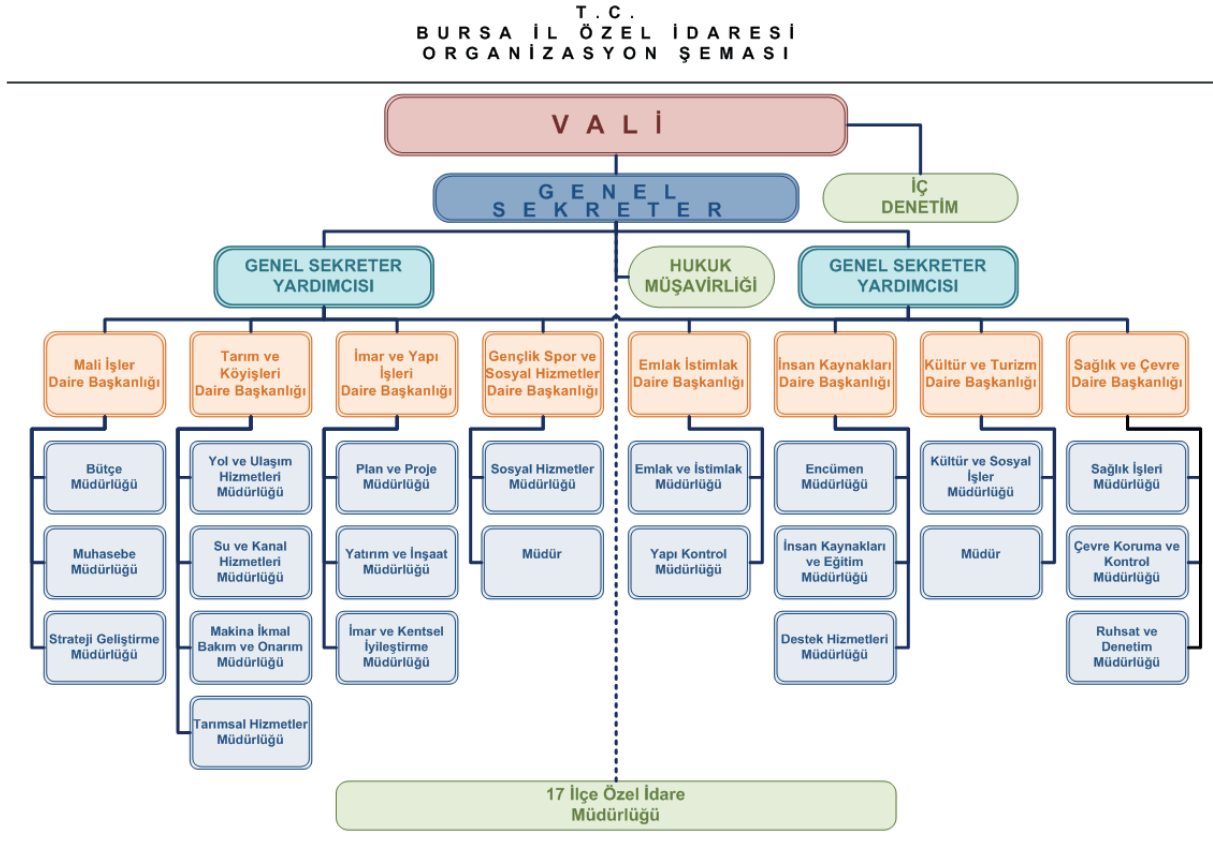 T.C.
BURSA İL ÖZEL İDARESİ
ORGANİZASYON ŞEMASI
VALİ
GENEL
SEKRETER
İÇ
DENETİM
GENEL SEKRETER
YARDIMCISI
HUKUK
MÜŞAVİRLİĞİ
GENEL SEKRETER
YARDIMCISI
Mali İşler
Daire Başkanlığı
Tarım ve
Köyişleri
Daire Başkanlığı
İmar ve Yapı
İşleri
Daire Başkanlığı
Gençlik Spor ve
Sosyal Hizmetler
Daire Başkanlığı
Emlak İstimlak
Daire Başkanlığı
İnsan Kaynakları
Daire Başkanlığı
Kültür ve Turizm
Daire Başkanlığı
Sağlık ve Çevre
Daire Başkanlığı
Bütçe
Müdürlüğü
Yol ve Ulaşım
Hizmetleri
Müdürlüğü
Plan ve Proje
Müdürlüğü
Sosyal Hizmetler
Müdürlüğü
Emlak ve İstimlak
Müdürlüğü
Encümen
Müdürlüğü
Kültür ve Sosyal
İşler
Müdürlüğü
Sağlık İşleri
Müdürlüğü
Muhasebe
Müdürlüğü
Su ve Kanal
Hizmetleri
Müdürlüğü
Yatırım ve İnşaat
Müdürlüğü
Müdür
Yapı Kontrol
Müdürlüğü
İnsan Kaynakları
ve Eğitim
Müdürlüğü
Müdür
Çevre Koruma ve
Kontrol
Müdürlüğü
Strateji Geliştirme
Müdürlüğü
Makina İkmal
Bakım ve Onarım
Müdürlüğü
İmar ve Kentsel
İyileştirme
Müdürlüğü
Destek Hizmetleri
Müdürlüğü
Ruhsat ve
Denetim
Müdürlüğü
Tarımsal Hizmetler
Müdürlüğü
17 İlçe Özel İdare
Müdürlüğü